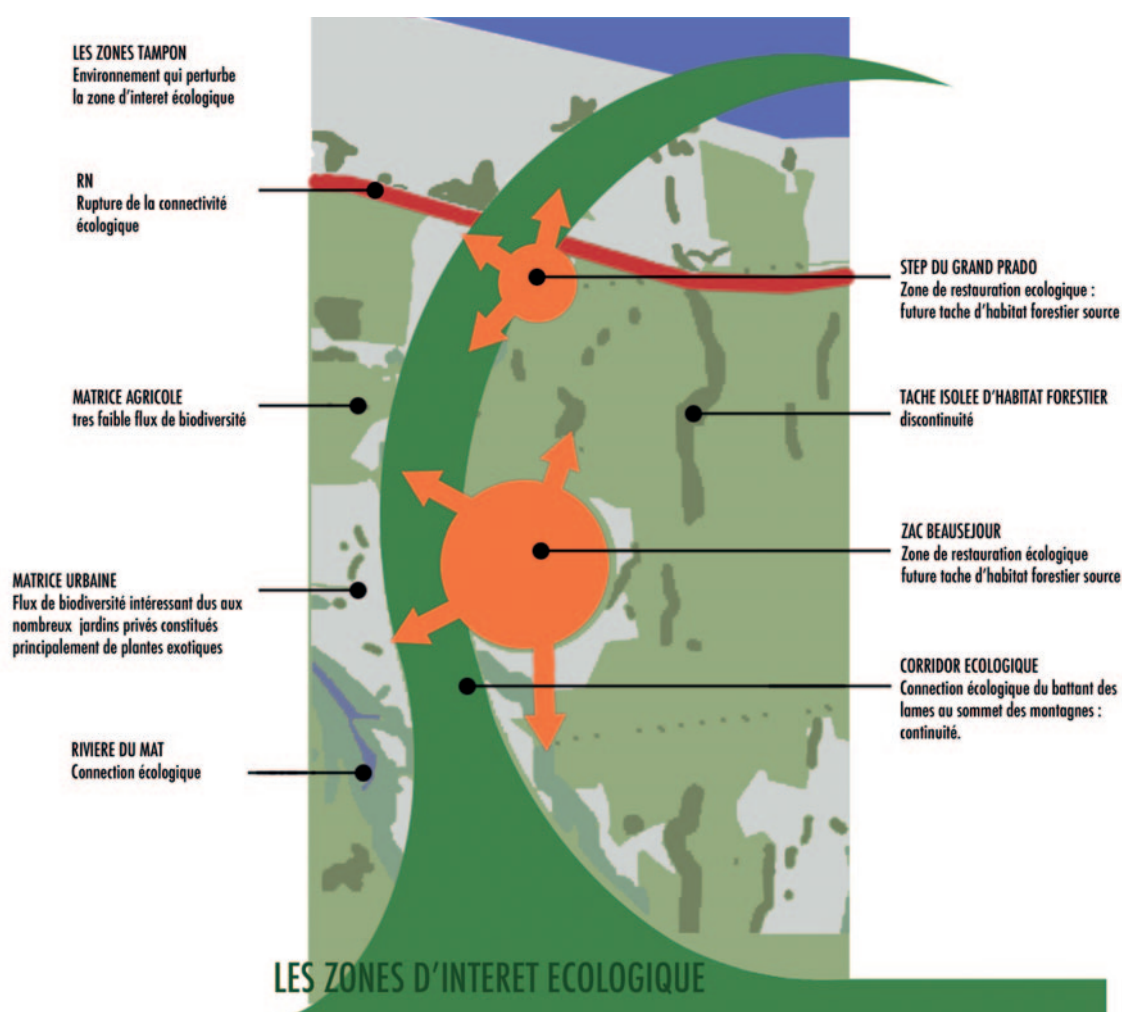 LES ZONES TAMPON
Environement qui perturbe
la zone d'interet écologique
RN
Rupture de la connectivité
écologique
MATRICE AGRICOLE
tres faible flux de biodiversité
MATRICE URBAINE
Flux de biodiversité intéressant dus aux
nombreux jardins privés constitués
principalement de plantes exotiques
RIVIERE DU MAT
Connection écologique
STEP DU GRAND PRADO
Zone de restauration ecologique :
future tache d'habitat forestier source
TACHE ISOLEE D'HABITAT FORESTIER
discontinuité
ZAC BEAUSEJOUR
Zone de restauration écologique
future tache d'habitat forestier source
CORRIDOR ECOLOGIQUE
Connection écologique du battant des
lames au sommet des montagnes :
continuité.
LES ZONES D'INTERET ECOLOGIQUE